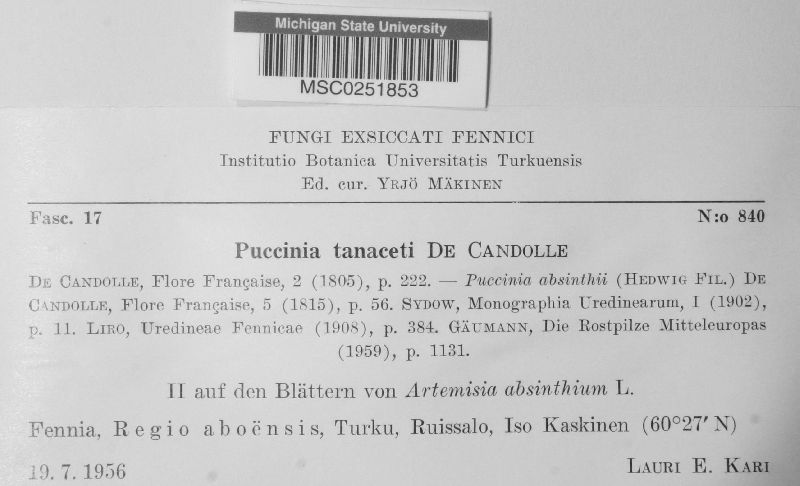 Michigan State University
MSC0251853
FUNGI EXSICCATI FENNICI
Institutio Botanica Universitatis Turkuensis
Ed. cur. YRJÖ MÄKINEN
Fasc. 17 N:o 840
Puccinia tanaceti DE CANDOLLE
DE CANDOLLE, Flore Française, 2 (1805), p. 222. — Puccinia absinthii (HEDWIG FIL.) DE
CANDOLLE, Flore Française, 5 (1815), p. 56. SYDOW, Monographia Uredinearum, I (1902),
p. 11. LIRO, Uredineae Fennicae (1908), p. 384. GÄUMANN, Die Rostpilze Mitteleuropas
(1959), p. 1131.
II auf den Blättern von Artemisia absinthium L.
Fennia, Regio aboënsis, Turku, Ruissalo, Iso Kaskinen (60°27′ N)
19. 7. 1956 LAURI E. KARI